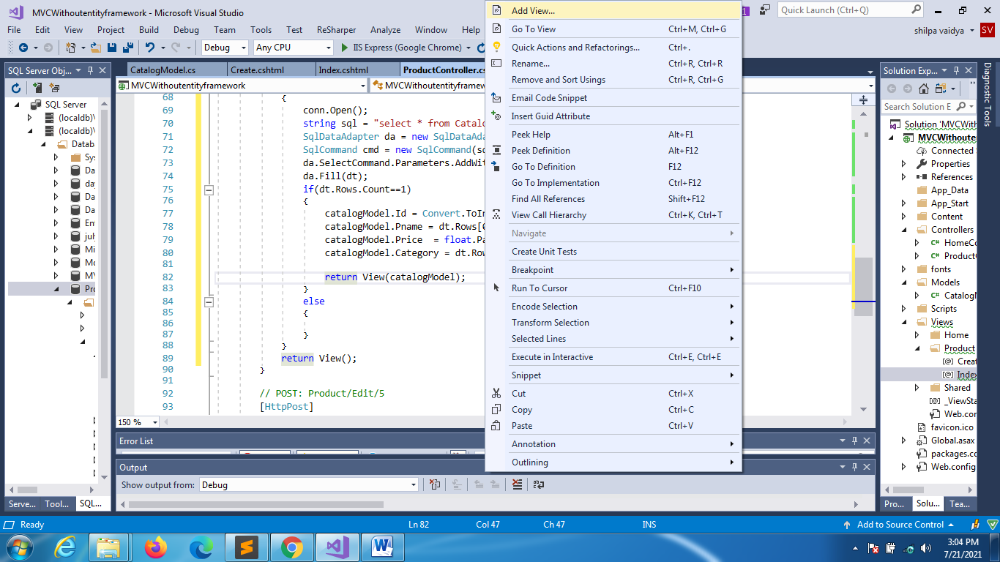 MVCWithoutentityframework - Microsoft Visual Studio
Quick Launch (Ctrl+Q)
File Edit View Project Build Debug Team Tools Test ReSharper Analyze Window Help
shilpa vaidya SV
Debug Any CPU IIS Express (Google Chrome)
SQL Server Obj...
CatalogModel.cs Create.cshtml Index.cshtml ProductController.cs
MVCWithoutentityframework MVCWithoutentityframew
SQL Server
(localdb)\
(localdb)\
Datab
Sys
Da
day
Da
Da
Ent
july
Mi
Mc
MV
Pro
68 {
69 conn.Open();
70 string sql = "select * from Catalo
71 SqlDataAdapter da = new SqlDataAda
72 SqlCommand cmd = new SqlCommand(sq
73 da.SelectCommand.Parameters.AddWit
74 da.Fill(dt);
75 if(dt.Rows.Count==1)
76 {
77 catalogModel.Id = Convert.ToIn
78 catalogModel.Pname = dt.Rows[0
79 catalogModel.Price = float.Pa
80 catalogModel.Category = dt.Row
81
82 return View(catalogModel);
83 }
84 else
85 {
86
87 }
88 }
89 return View();
90 }
91
92 // POST: Product/Edit/5
93 [HttpPost]
150 %
Add View...
Go To View Ctrl+M, Ctrl+G
Quick Actions and Refactorings... Ctrl+.
Rename... Ctrl+R, Ctrl+R
Remove and Sort Usings Ctrl+R, Ctrl+G
Email Code Snippet
Insert Guid Attribute
Peek Help Alt+F1
Peek Definition Alt+F12
Go To Definition F12
Go To Implementation Ctrl+F12
Find All References Shift+F12
View Call Hierarchy Ctrl+K, Ctrl+T
Navigate
Create Unit Tests
Breakpoint
Run To Cursor Ctrl+F10
Encode Selection
Transform Selection
Selected Lines
Execute in Interactive Ctrl+E, Ctrl+E
Snippet
Cut Ctrl+X
Copy Ctrl+C
Paste Ctrl+V
Annotation
Outlining
Solution Exp...
Search Solution E
Solution 'MVCWith
MVCWithoute
Connected
Properties
References
App_Data
App_Start
Content
Controllers
HomeCo
ProductC
fonts
Models
CatalogM
Scripts
Views
Home
Product
Creat
Index
Shared
_ViewSta
Web.con
favicon.ico
Global.asax
packages.co
Web.config
Diagnostic Tools
Error List
Output
Show output from: Debug
Serve... Tool... SQL...
Pro... Solu... Tea...
Ready Ln 82 Col 47 Ch 47 INS Add to Source Control
3:04 PM
7/21/2021